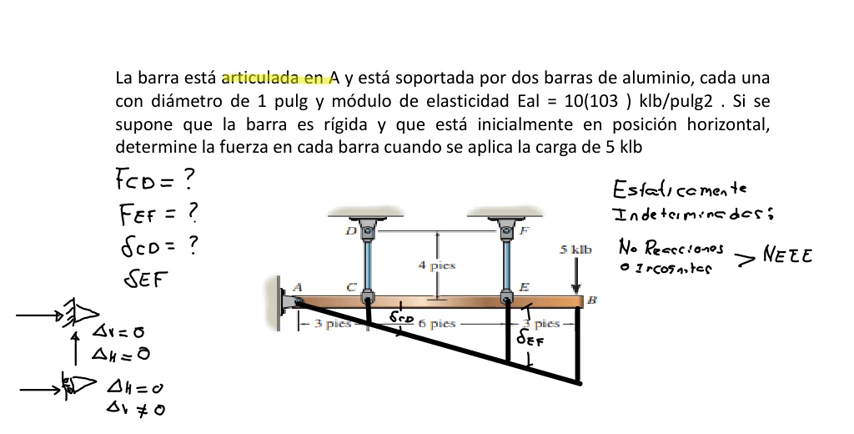 La barra está articulada en A y está soportada por dos barras de aluminio, cada una
con diámetro de 1 pulg y módulo de elasticidad Eal = 10(103 ) klb/pulg2 . Si se
supone que la barra es rígida y que está inicialmente en posición horizontal,
determine la fuerza en cada barra cuando se aplica la carga de 5 klb
FCD = ?
FEF = ?
δCD = ?
δEF
Estaticamente
Indeterminadas:
No Reacciones
o Incognitas
> NEEE
D
F
5 klb
4 pies
A
C
E
B
3 pies
δCD
6 pies
3 pies
δEF
Δv = 0
ΔH = 0
ΔH = 0
Δv ≠ 0